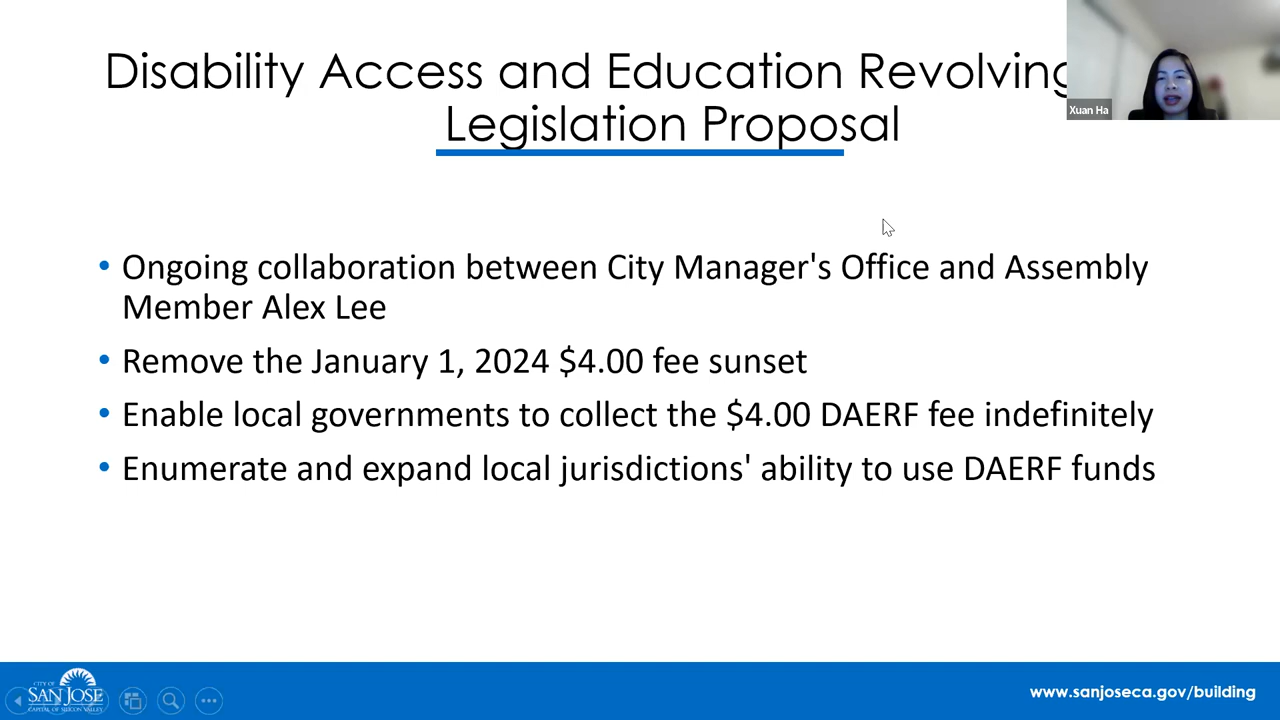 Disability Access and Education Revolving
Legislation Proposal
Xuan Ha
• Ongoing collaboration between City Manager's Office and Assembly
Member Alex Lee
• Remove the January 1, 2024 $4.00 fee sunset
• Enable local governments to collect the $4.00 DAERF fee indefinitely
• Enumerate and expand local jurisdictions' ability to use DAERF funds
CITY OF
SAN JOSE
CAPITAL OF SILICON VALLEY
www.sanjoseca.gov/building